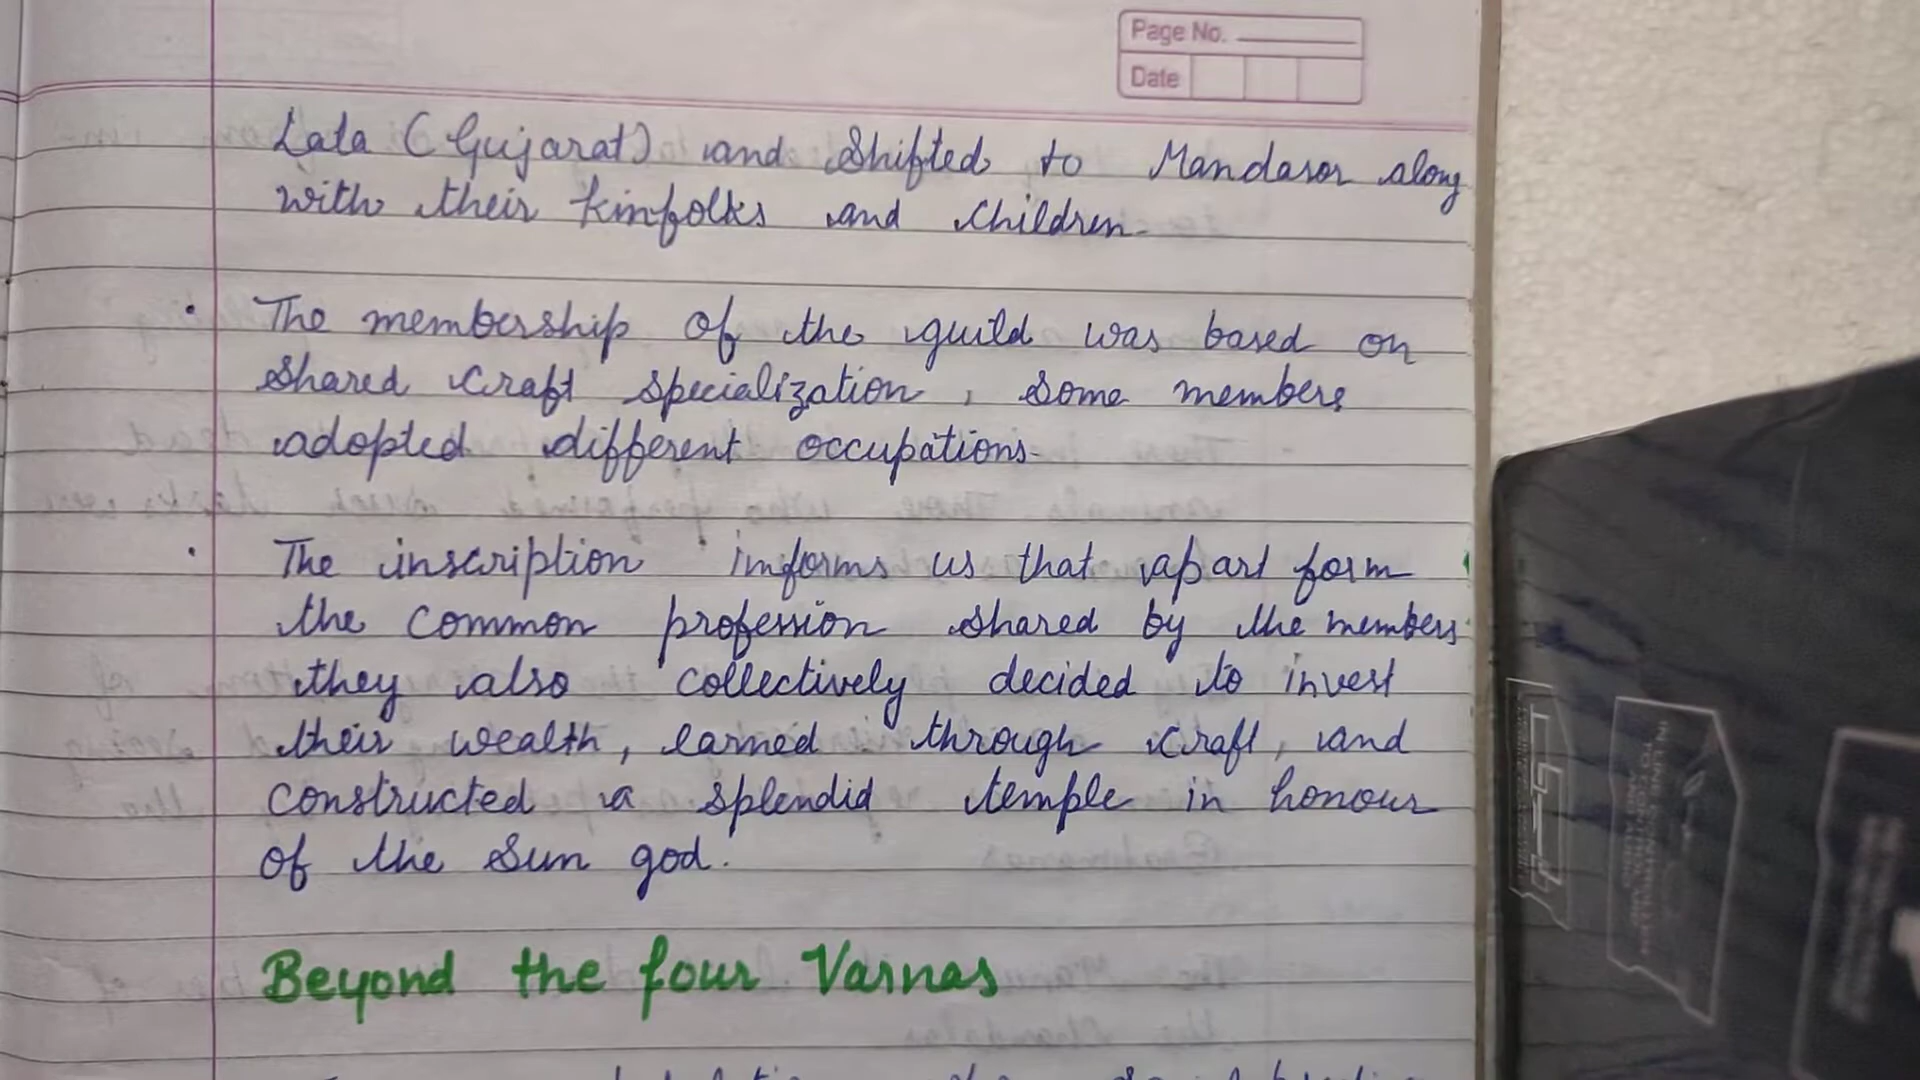 Page No.
Date
Lata (Gujarat) and Shifted to Mandasor along
with their kinfolks and children.
• The membership of the guild was based on
Shared craft specialization, Some members
adopted different occupations.
• The inscription informs us that apart form
the common profession shared by the members
they also collectively decided to invest
their wealth, earned through craft, and
constructed a splendid temple in honour
of the Sun god.
Beyond the four Varnas